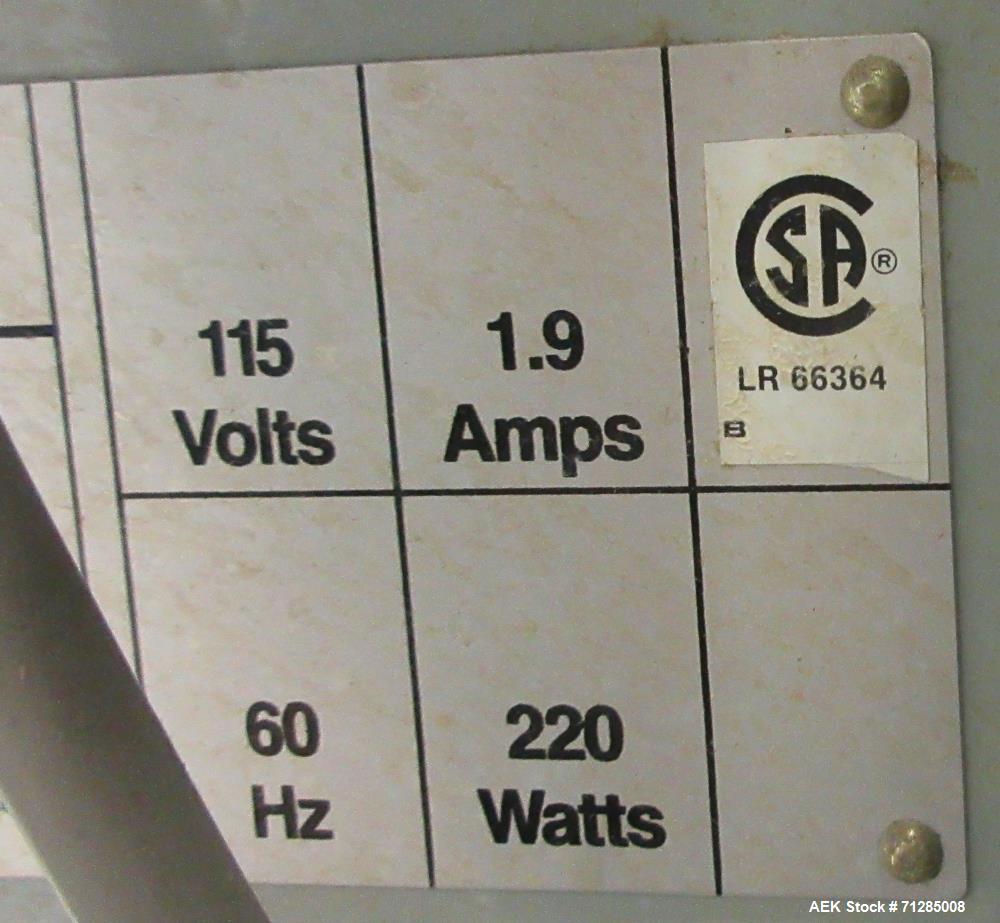 115
Volts
1.9
Amps
CSA®
LR 66364
B
60
Hz
220
Watts
AEK Stock # 71285008